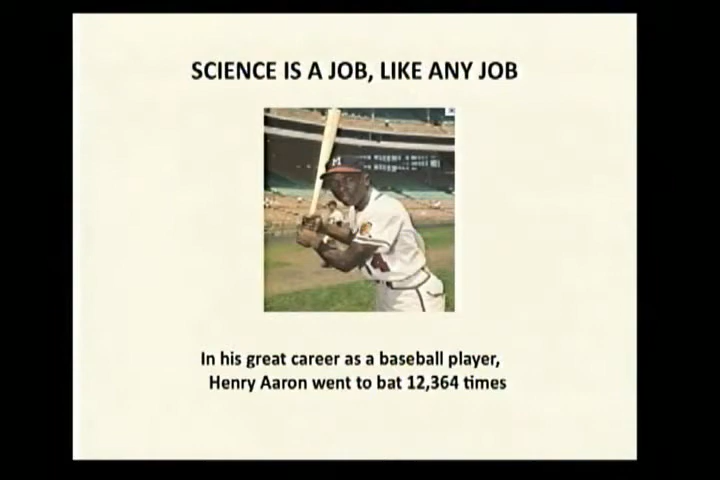 SCIENCE IS A JOB, LIKE ANY JOB
M
In his great career as a baseball player,
Henry Aaron went to bat 12,364 times